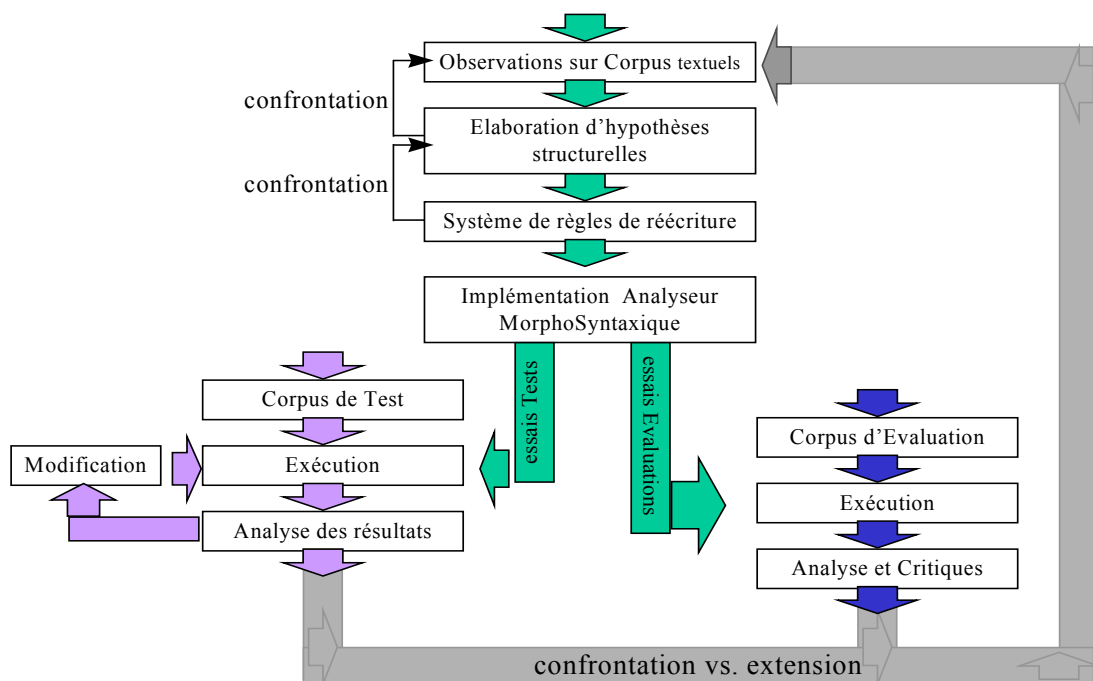 Observations sur Corpus textuels
confrontation
Elaboration d’hypothèses
structurelles
confrontation
Système de règles de réécriture
Implémentation Analyseur
MorphoSyntaxique
essais Tests
essais Evaluations
Corpus de Test
Modification
Exécution
Analyse des résultats
Corpus d’Evaluation
Exécution
Analyse et Critiques
confrontation vs. extension